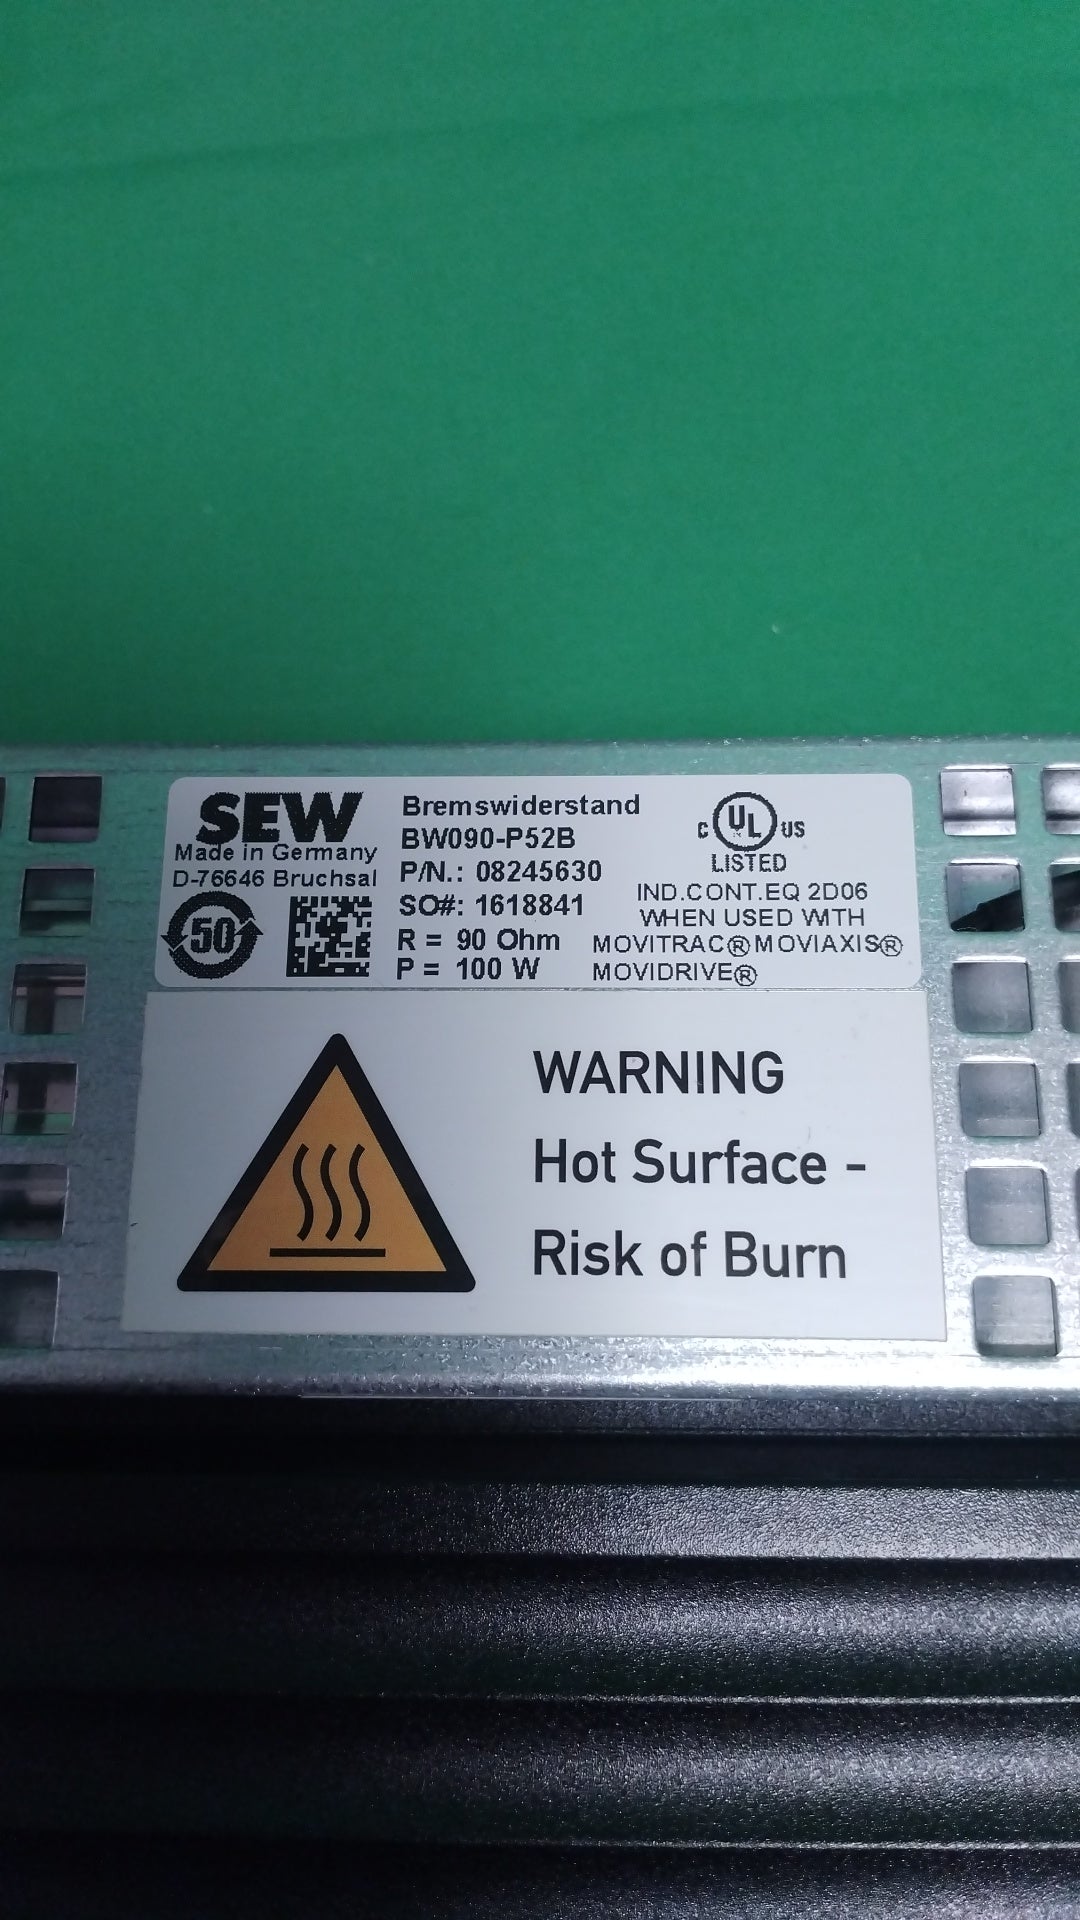 SEW
Made in Germany
D-76646 Bruchsal
50
Bremswiderstand
BW090-P52B
P/N.: 08245630
SO#: 1618841
R = 90 Ohm
P = 100 W
C UL US
LISTED
IND.CONT.EQ 2D06
WHEN USED WITH
MOVITRAC® MOVIAXIS®
MOVIDRIVE®
WARNING
Hot Surface -
Risk of Burn